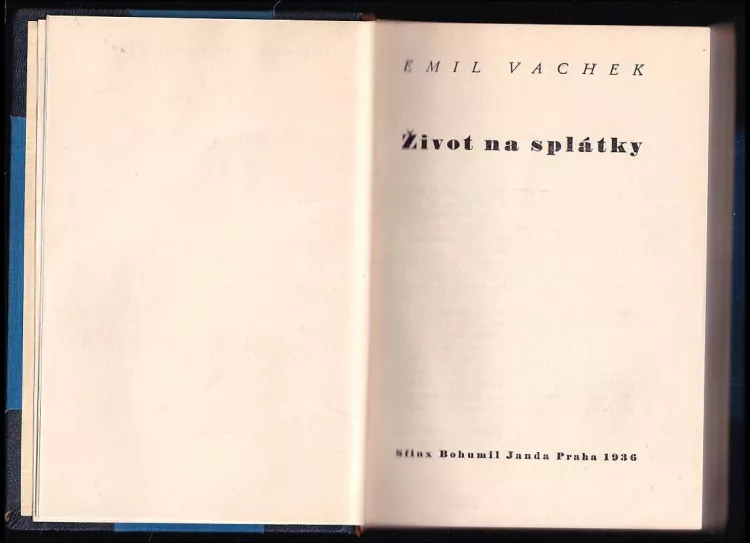 EMIL VACHEK
Život na splátky
Sfinx Bohumil Janda Praha 1936